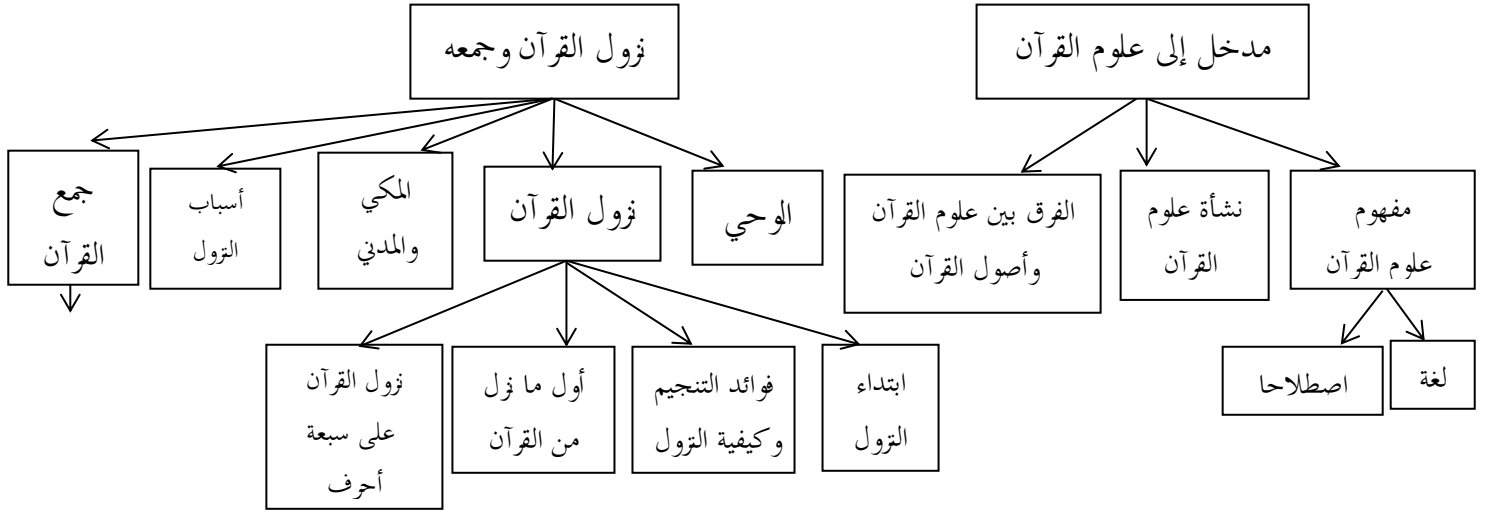 مدخل إلى علوم القرآن
نزول القرآن وجمعه
مفهوم
علوم القرآن
نشأة علوم
القرآن
الفرق بين علوم القرآن
وأصول القرآن
الوحي
نزول القرآن
المكي
والمدني
أسباب
النزول
جمع
القرآن
لغة
اصطلاحا
ابتداء
النزول
فوائد التنجيم
وكيفية النزول
أول ما نزل
من القرآن
نزول القرآن
على سبعة
أحرف